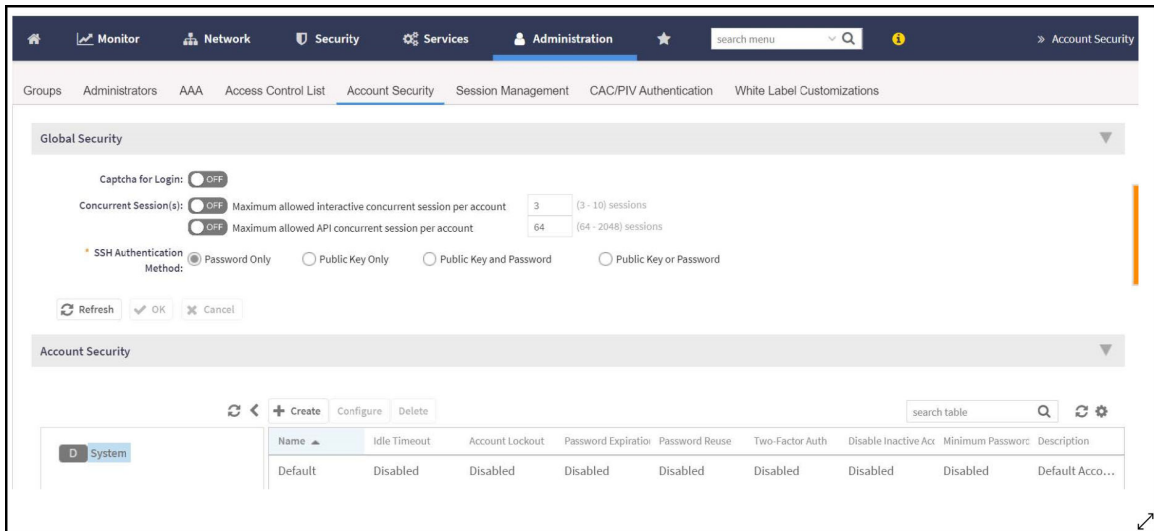 Monitor Network Security Services Administration search menu » Account Security
Groups Administrators AAA Access Control List Account Security Session Management CAC/PIV Authentication White Label Customizations
Global Security
Captcha for Login: OFF
Concurrent Session(s): OFF Maximum allowed interactive concurrent session per account 3 (3 - 10) sessions
OFF Maximum allowed API concurrent session per account 64 (64 - 2048) sessions
* SSH Authentication Method: Password Only Public Key Only Public Key and Password Public Key or Password
Refresh OK Cancel
Account Security
Create Configure Delete search table
D System
Name Idle Timeout Account Lockout Password Expiratio Password Reuse Two-Factor Auth Disable Inactive Acc Minimum Passworc Description
Default Disabled Disabled Disabled Disabled Disabled Disabled Disabled Default Acco...